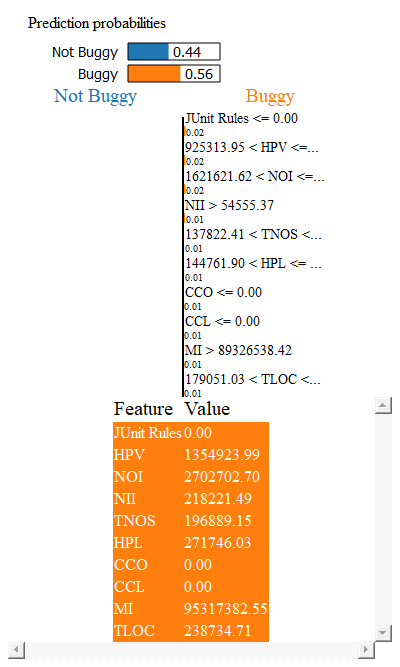 Prediction probabilities
Not Buggy 0.44
Buggy 0.56
Not Buggy Buggy
JUnit Rules <= 0.00
0.02
925313.95 < HPV <=...
0.02
1621621.62 < NOI <=...
0.02
NII > 54555.37
0.01
137822.41 < TNOS <...
0.01
144761.90 < HPL <= ...
0.01
CCO <= 0.00
0.01
CCL <= 0.00
0.01
MI > 89326538.42
0.01
179051.03 < TLOC <...
0.01
Feature Value
JUnit Rules 0.00
HPV 1354923.99
NOI 2702702.70
NII 218221.49
TNOS 196889.15
HPL 271746.03
CCO 0.00
CCL 0.00
MI 95317382.55
TLOC 238734.71